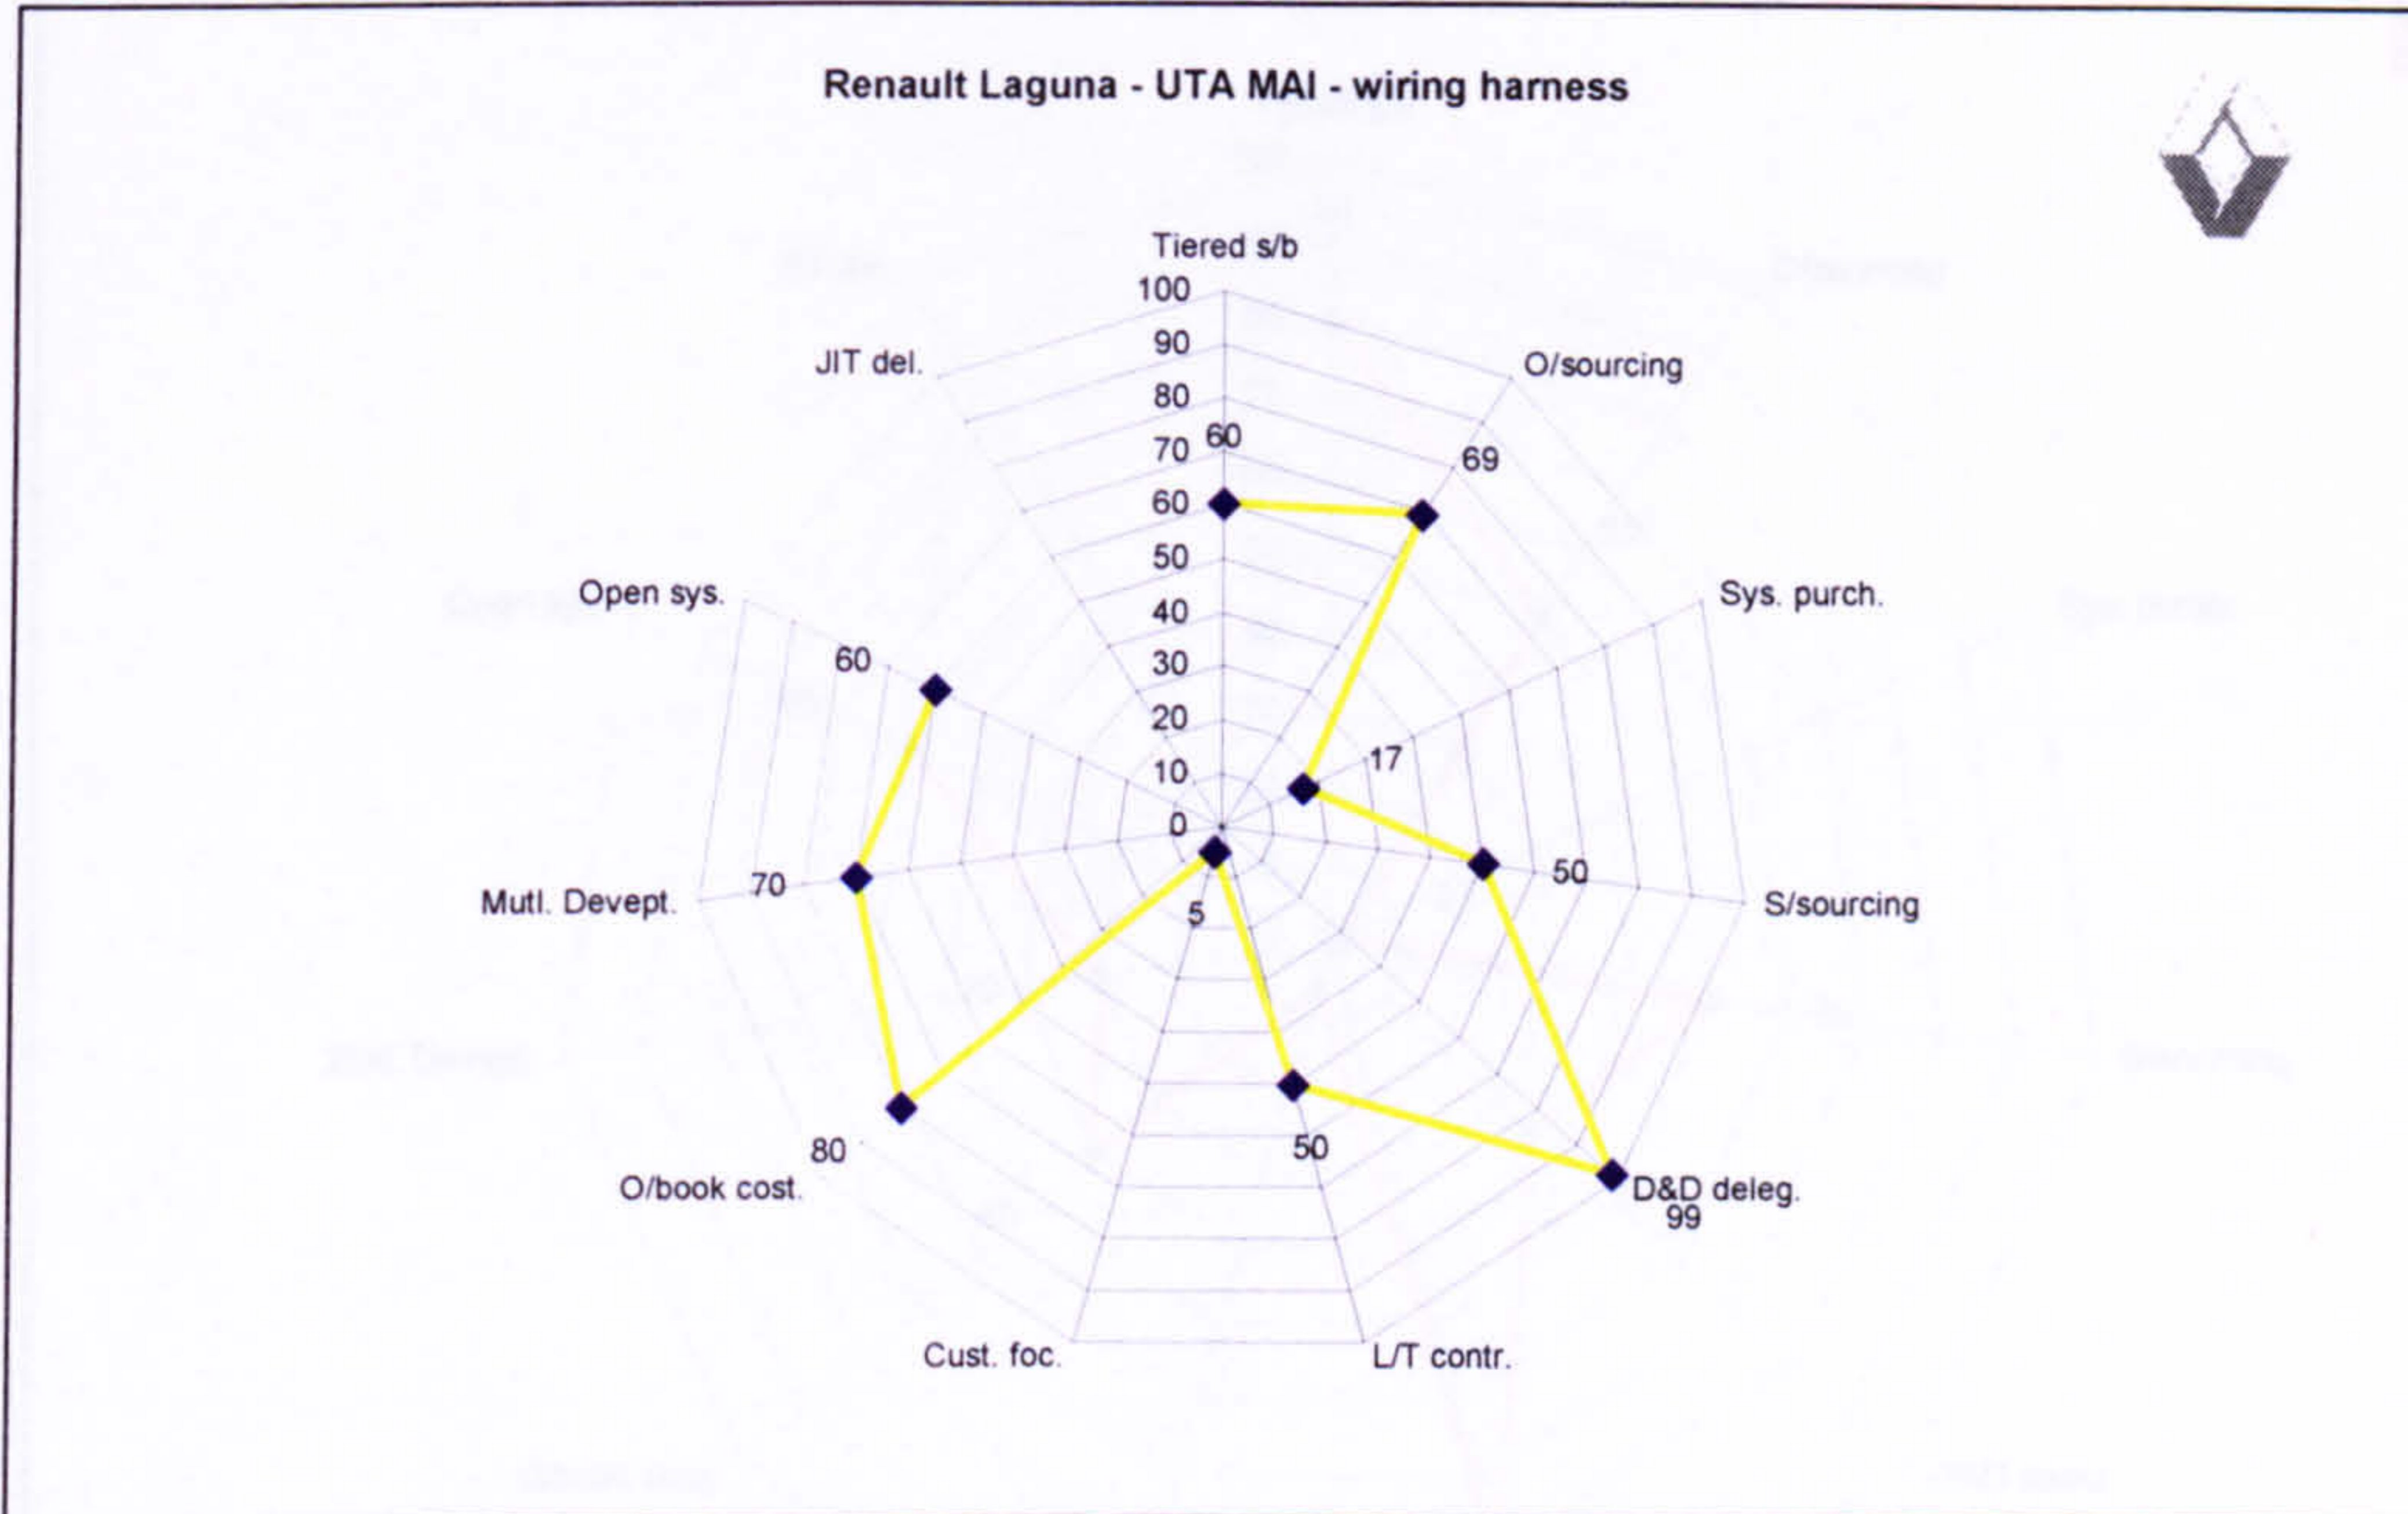 Renault Laguna - UTA MAI - wiring harness
Tiered s/b
100
90
80
70
60
50
40
30
20
10
0
JIT del.
O/sourcing
60
69
Open sys.
Sys. purch.
60
17
70
50
Mutl. Devept.
S/sourcing
5
80
50
O/book cost.
D&D deleg.
99
Cust. foc.
L/T contr.